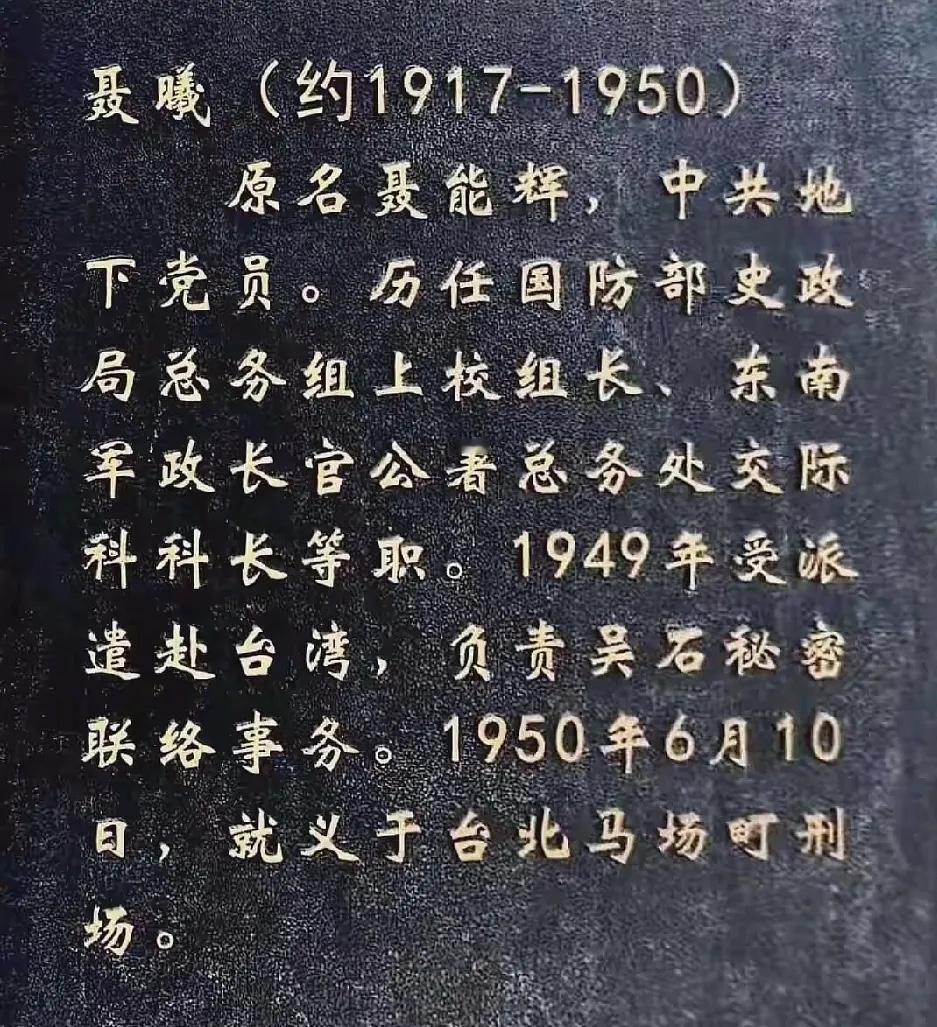 聂曦（约1917-1950）
原名聂能辉，中共地
下党员。历任国防部史政
局总务组上校组长、东南
军政长官公署总务处交际
科科长等职。1949年受派
遣赴台湾，负责吴石秘密
联络事务。1950年6月10
日，就义于台北马场町刑
场。